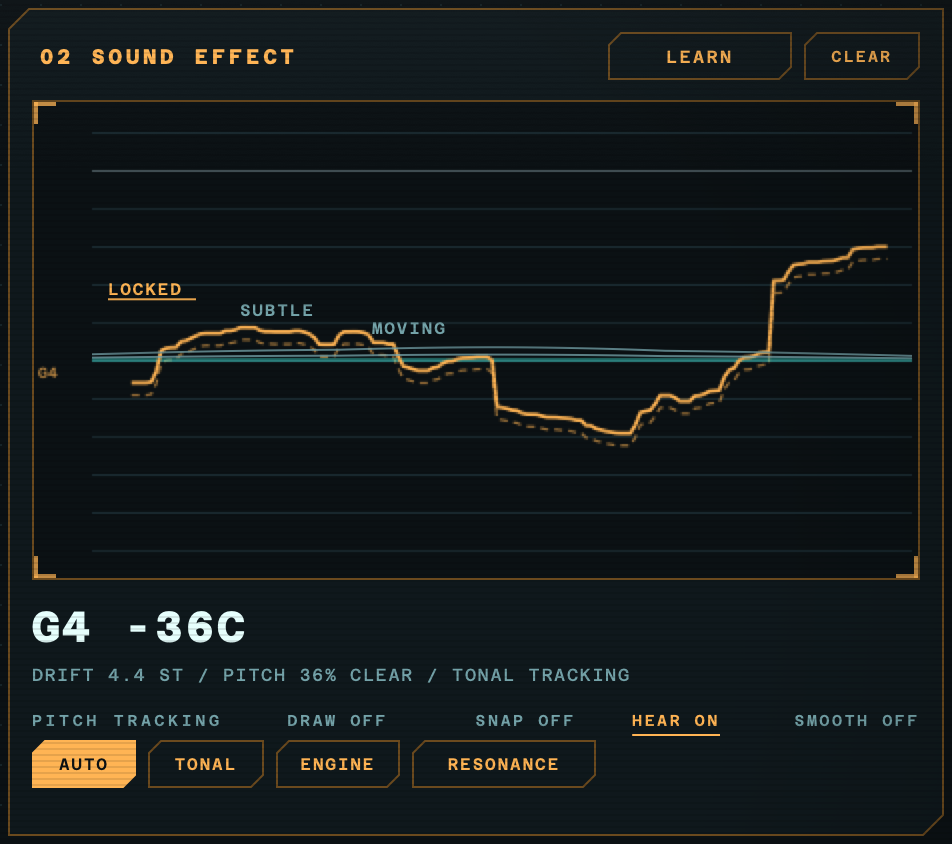 02 SOUND EFFECT LEARN CLEAR
LOCKED
SUBTLE
MOVING
G4
G4 -36C
DRIFT 4.4 ST / PITCH 36% CLEAR / TONAL TRACKING
PITCH TRACKING DRAW OFF SNAP OFF HEAR ON SMOOTH OFF
AUTO TONAL ENGINE RESONANCE